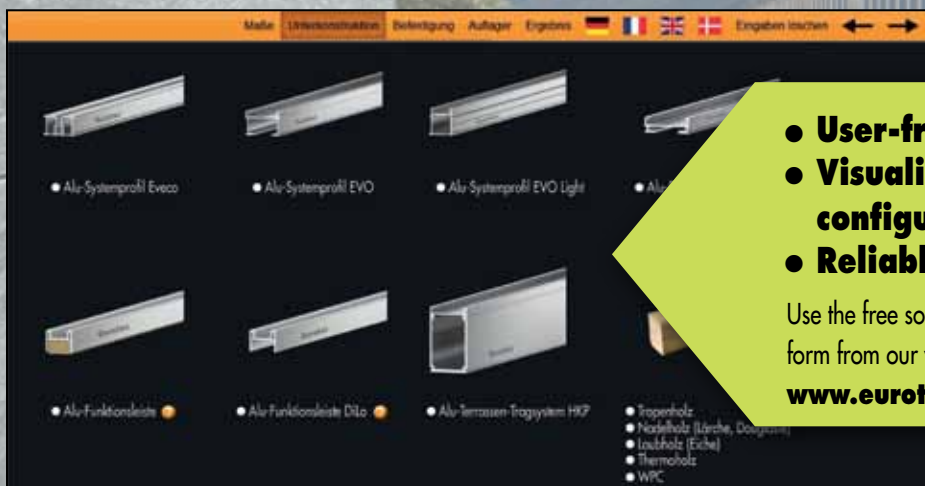 Maße Unterkonstruktion Befestigung Auflager Ergebnis Eingaben löschen
Alu-Systemprofil Eveco
Alu-Systemprofil EVO
Alu-Systemprofil EVO Light
Alu-Funktionsleiste
Alu-Funktionsleiste DiLo
Alu-Terrassen-Tragsystem HKP
Tropenholz
Nadelholz (Lärche, Douglasie)
Laubholz (Eiche)
Thermoholz
WPC
• User-fr
• Visuali
configu
• Reliabl
Use the free so
form from our
www.eurot